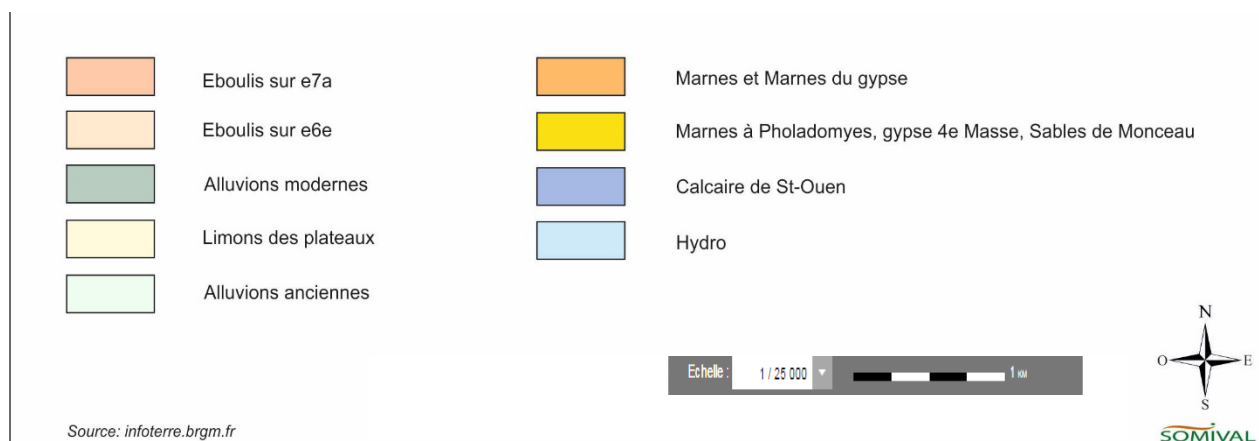 Eboulis sur e7a
Eboulis sur e6e
Alluvions modernes
Limons des plateaux
Alluvions anciennes
Marnes et Marnes du gypse
Marnes à Pholadomyes, gypse 4e Masse, Sables de Monceau
Calcaire de St-Ouen
Hydro
N
O E
S
Echelle : 1 / 25 000 1 KM
Source: infoterre.brgm.fr
SOMIVAL